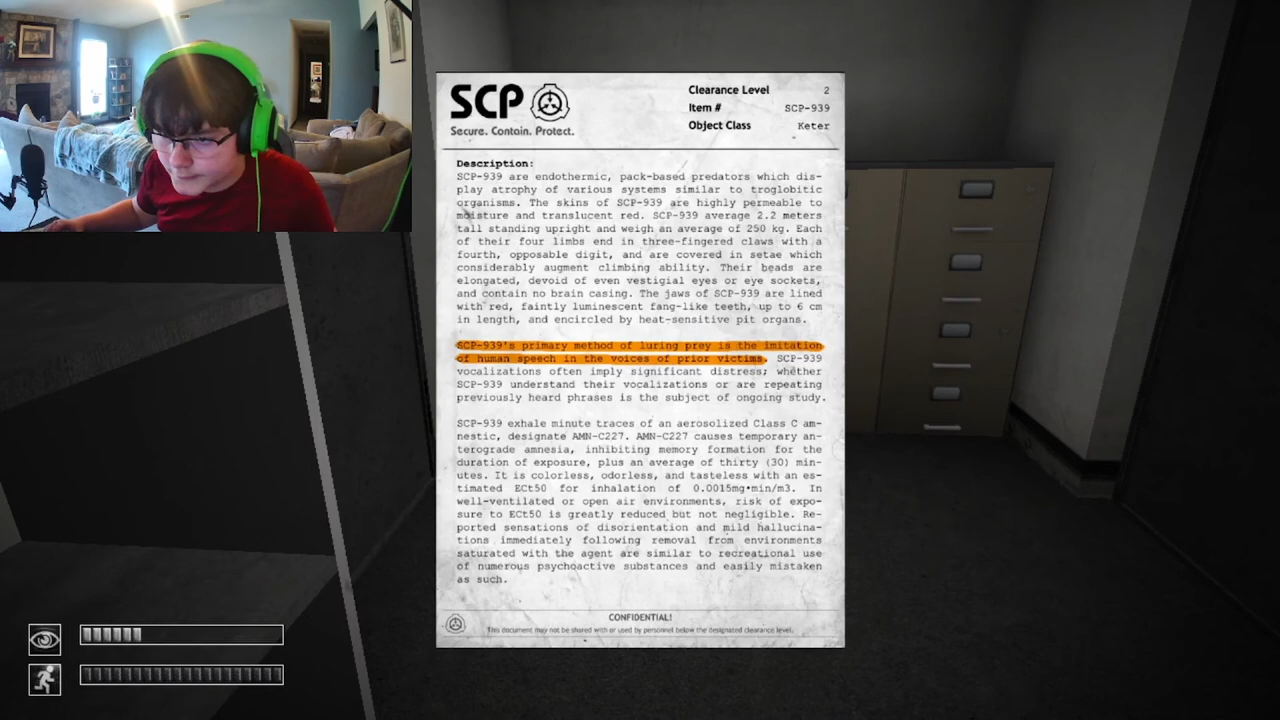 SCP
Secure. Contain. Protect.
Clearance Level 2
Item # SCP-939
Object Class Keter
Description:
SCP-939 are endothermic, pack-based predators which dis-
play atrophy of various systems similar to troglobitic
organisms. The skins of SCP-939 are highly permeable to
moisture and translucent red. SCP-939 average 2.2 meters
tall standing upright and weigh an average of 250 kg. Each
of their four limbs end in three-fingered claws with a
fourth, opposable digit, and are covered in setae which
considerably augment climbing ability. Their heads are
elongated, devoid of even vestigial eyes or eye sockets,
and contain no brain casing. The jaws of SCP-939 are lined
with red, faintly luminescent fang-like teeth, up to 6 cm
in length, and encircled by heat-sensitive pit organs.
SCP-939's primary method of luring prey is the imitation
of human speech in the voices of prior victims. SCP-939
vocalizations often imply significant distress; whether
SCP-939 understand their vocalizations or are repeating
previously heard phrases is the subject of ongoing study.
SCP-939 exhale minute traces of an aerosolized Class C am-
nestic, designate AMN-C227. AMN-C227 causes temporary an-
terograde amnesia, inhibiting memory formation for the
duration of exposure, plus an average of thirty (30) min-
utes. It is colorless, odorless, and tasteless with an es-
timated ECt50 for inhalation of 0.0015mg•min/m3. In
well-ventilated or open air environments, risk of expo-
sure to ECt50 is greatly reduced but not negligible. Re-
ported sensations of disorientation and mild hallucina-
tions immediately following removal from environments
saturated with the agent are similar to recreational use
of numerous psychoactive substances and easily mistaken
as such.
CONFIDENTIAL!
This document may not be shared with or used by personnel below the designated clearance level.